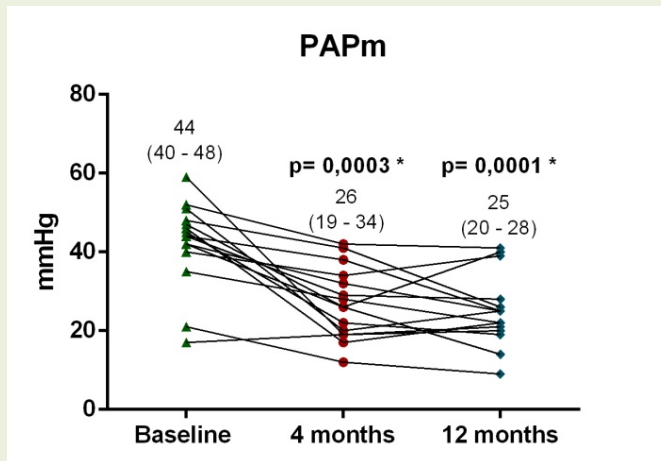 PAPm
80
60
40
20
0
mmHg
44
(40 - 48)
p= 0,0003 *
26
(19 - 34)
p= 0,0001 *
25
(20 - 28)
Baseline
4 months
12 months